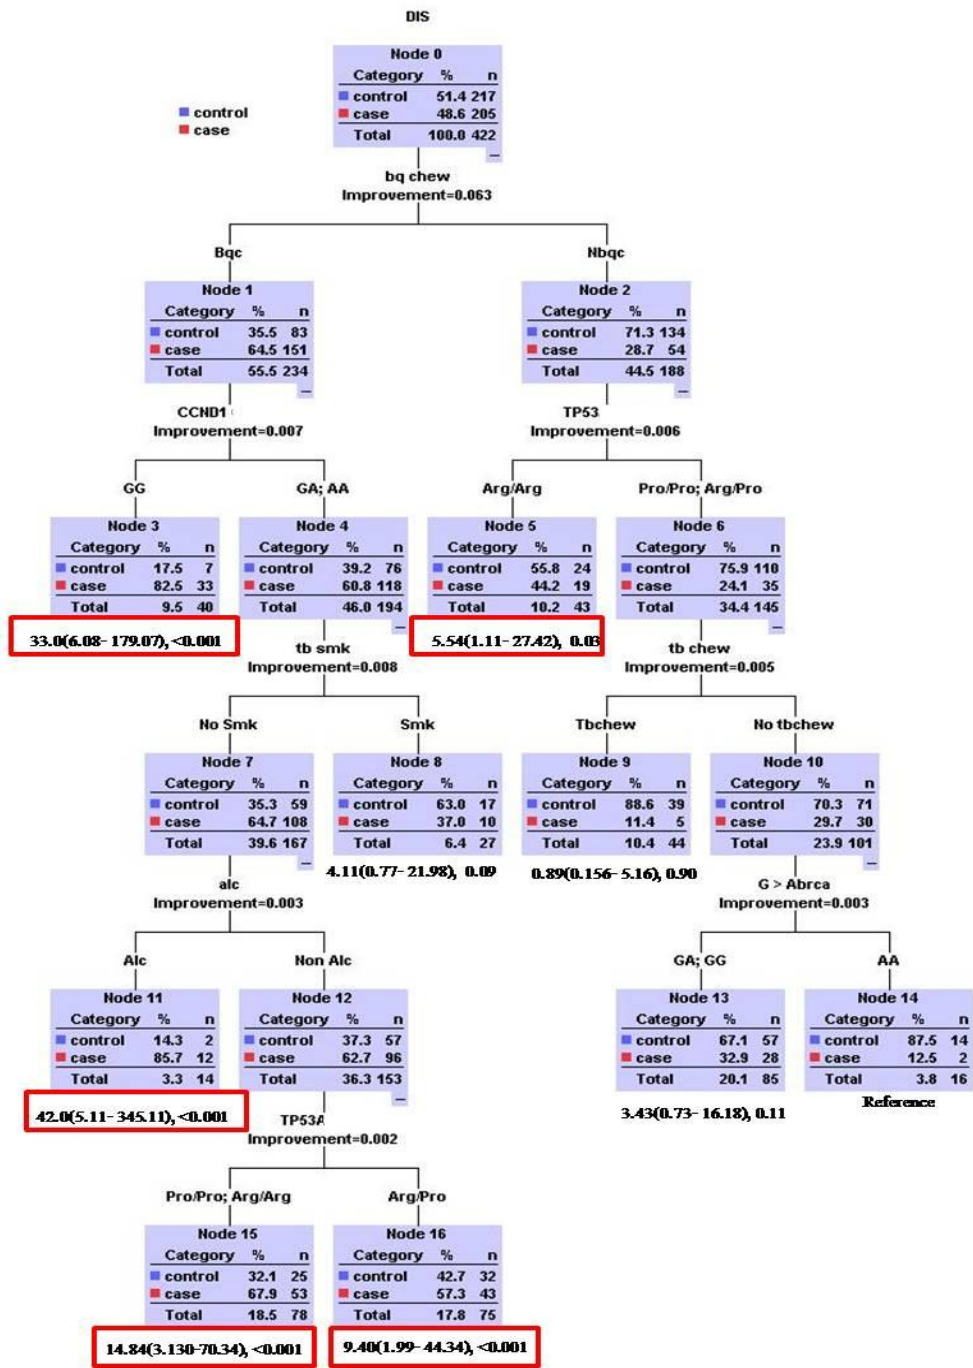 DIS
Node 0
Category % n
control 51.4 217
case 48.6 205
Total 100.0 422
control
case
bq chew
Improvement=0.063
Bqc
Nbqc
Node 1
Category % n
control 35.5 83
case 64.5 151
Total 55.5 234
Node 2
Category % n
control 71.3 134
case 28.7 54
Total 44.5 188
CCND1
Improvement=0.007
TP53
Improvement=0.006
GG
GA; AA
Arg/Arg
Pro/Pro; Arg/Pro
Node 3
Category % n
control 17.5 7
case 82.5 33
Total 9.5 40
33.0(6.08- 179.07), <0.001
Node 4
Category % n
control 39.2 76
case 60.8 118
Total 46.0 194
Node 5
Category % n
control 55.8 24
case 44.2 19
Total 10.2 43
5.54(1.11- 27.42), 0.03
Node 6
Category % n
control 75.9 110
case 24.1 35
Total 34.4 145
tb smk
Improvement=0.008
tb chew
Improvement=0.005
No Smk
Smk
Tbchew
No tbchew
Node 7
Category % n
control 35.3 59
case 64.7 108
Total 39.6 167
Node 8
Category % n
control 63.0 17
case 37.0 10
Total 6.4 27
4.11(0.77- 21.98), 0.09
Node 9
Category % n
control 88.6 39
case 11.4 5
Total 10.4 44
0.89(0.156- 5.16), 0.90
Node 10
Category % n
control 70.3 71
case 29.7 30
Total 23.9 101
alc
Improvement=0.003
G > Abrca
Improvement=0.003
Alc
Non Alc
GA; GG
AA
Node 11
Category % n
control 14.3 2
case 85.7 12
Total 3.3 14
42.0(5.11- 345.11), <0.001
Node 12
Category % n
control 37.3 57
case 62.7 96
Total 36.3 153
Node 13
Category % n
control 67.1 57
case 32.9 28
Total 20.1 85
3.43(0.73- 16.18), 0.11
Node 14
Category % n
control 87.5 14
case 12.5 2
Total 3.8 16
Reference
TP53A
Improvement=0.002
Pro/Pro; Arg/Arg
Arg/Pro
Node 15
Category % n
control 32.1 25
case 67.9 53
Total 18.5 78
14.84(3.130-70.34), <0.001
Node 16
Category % n
control 42.7 32
case 57.3 43
Total 17.8 75
9.40(1.99- 44.34), <0.001